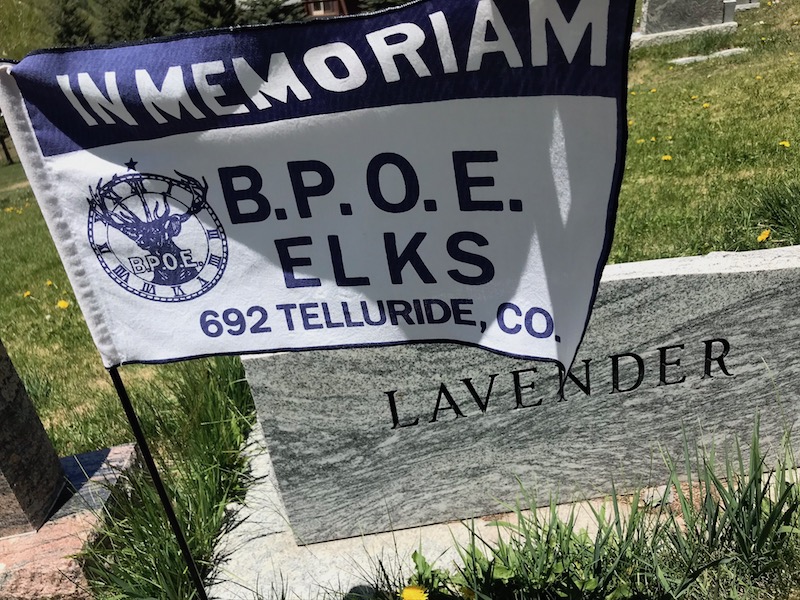 IN MEMORIAM
B.P.O.E.
B.P.O.E.
ELKS
692 TELLURIDE, CO.
LAVENDER